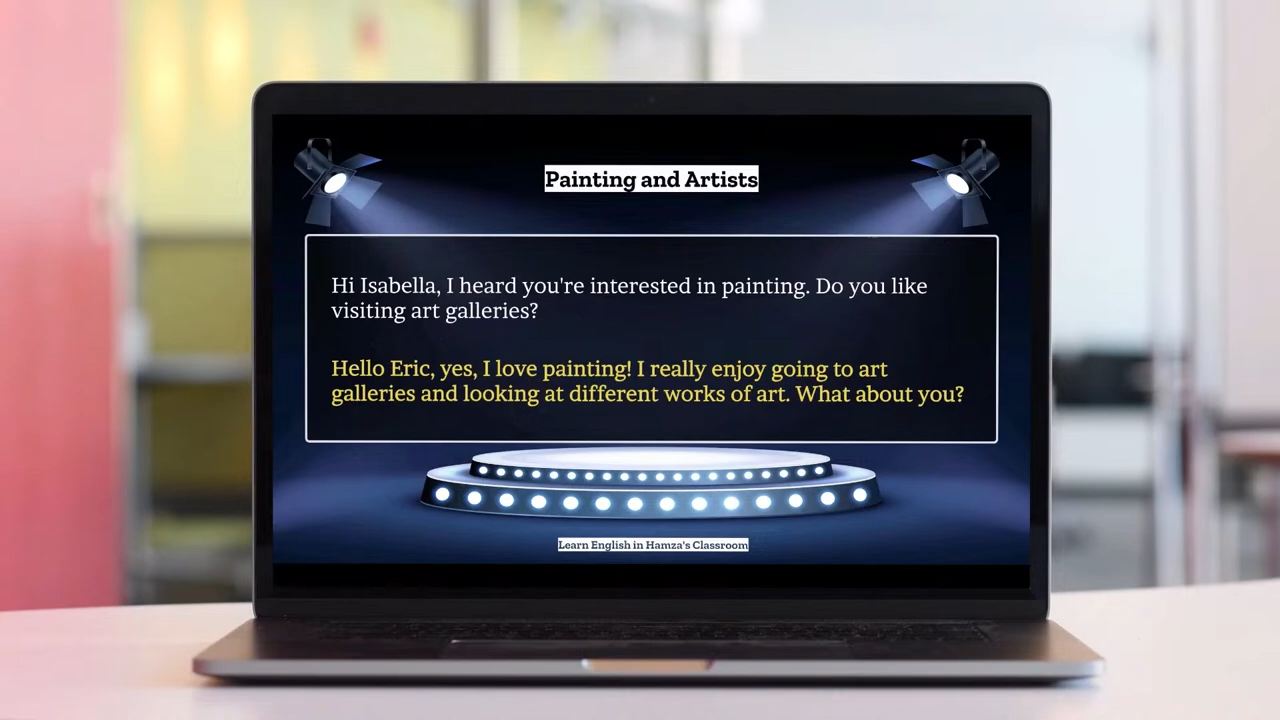 Painting and Artists
Hi Isabella, I heard you're interested in painting. Do you like
visiting art galleries?
Hello Eric, yes, I love painting! I really enjoy going to art
galleries and looking at different works of art. What about you?
Learn English in Hamza's Classroom